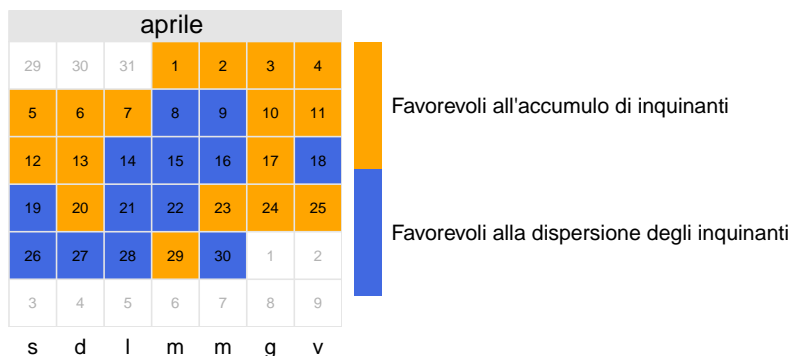 aprile
29 30 31 1 2 3 4
5 6 7 8 9 10 11
12 13 14 15 16 17 18
19 20 21 22 23 24 25
26 27 28 29 30 1 2
3 4 5 6 7 8 9
s d l m m g v
Favorevoli all'accumulo di inquinanti
Favorevoli alla dispersione degli inquinanti